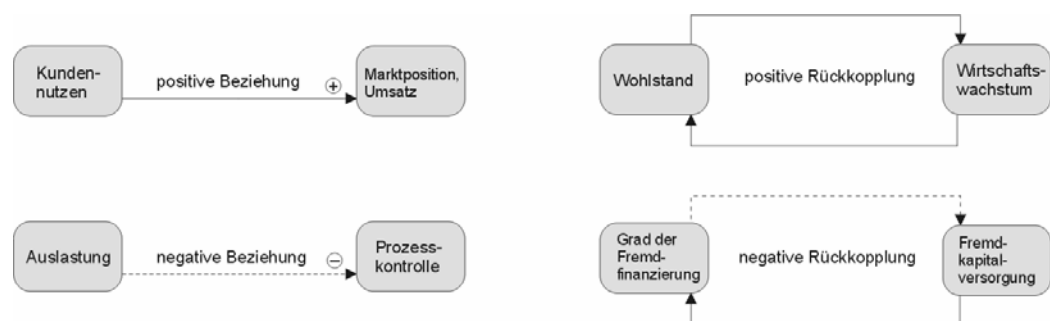 Kunden-
nutzen
positive Beziehung
+
Marktposition,
Umsatz
Wohlstand
positive Rückkopplung
Wirtschafts-
wachstum
Auslastung
negative Beziehung
−
Prozess-
kontrolle
Grad der
Fremd-
finanzierung
negative Rückkopplung
Fremd-
kapital-
versorgung